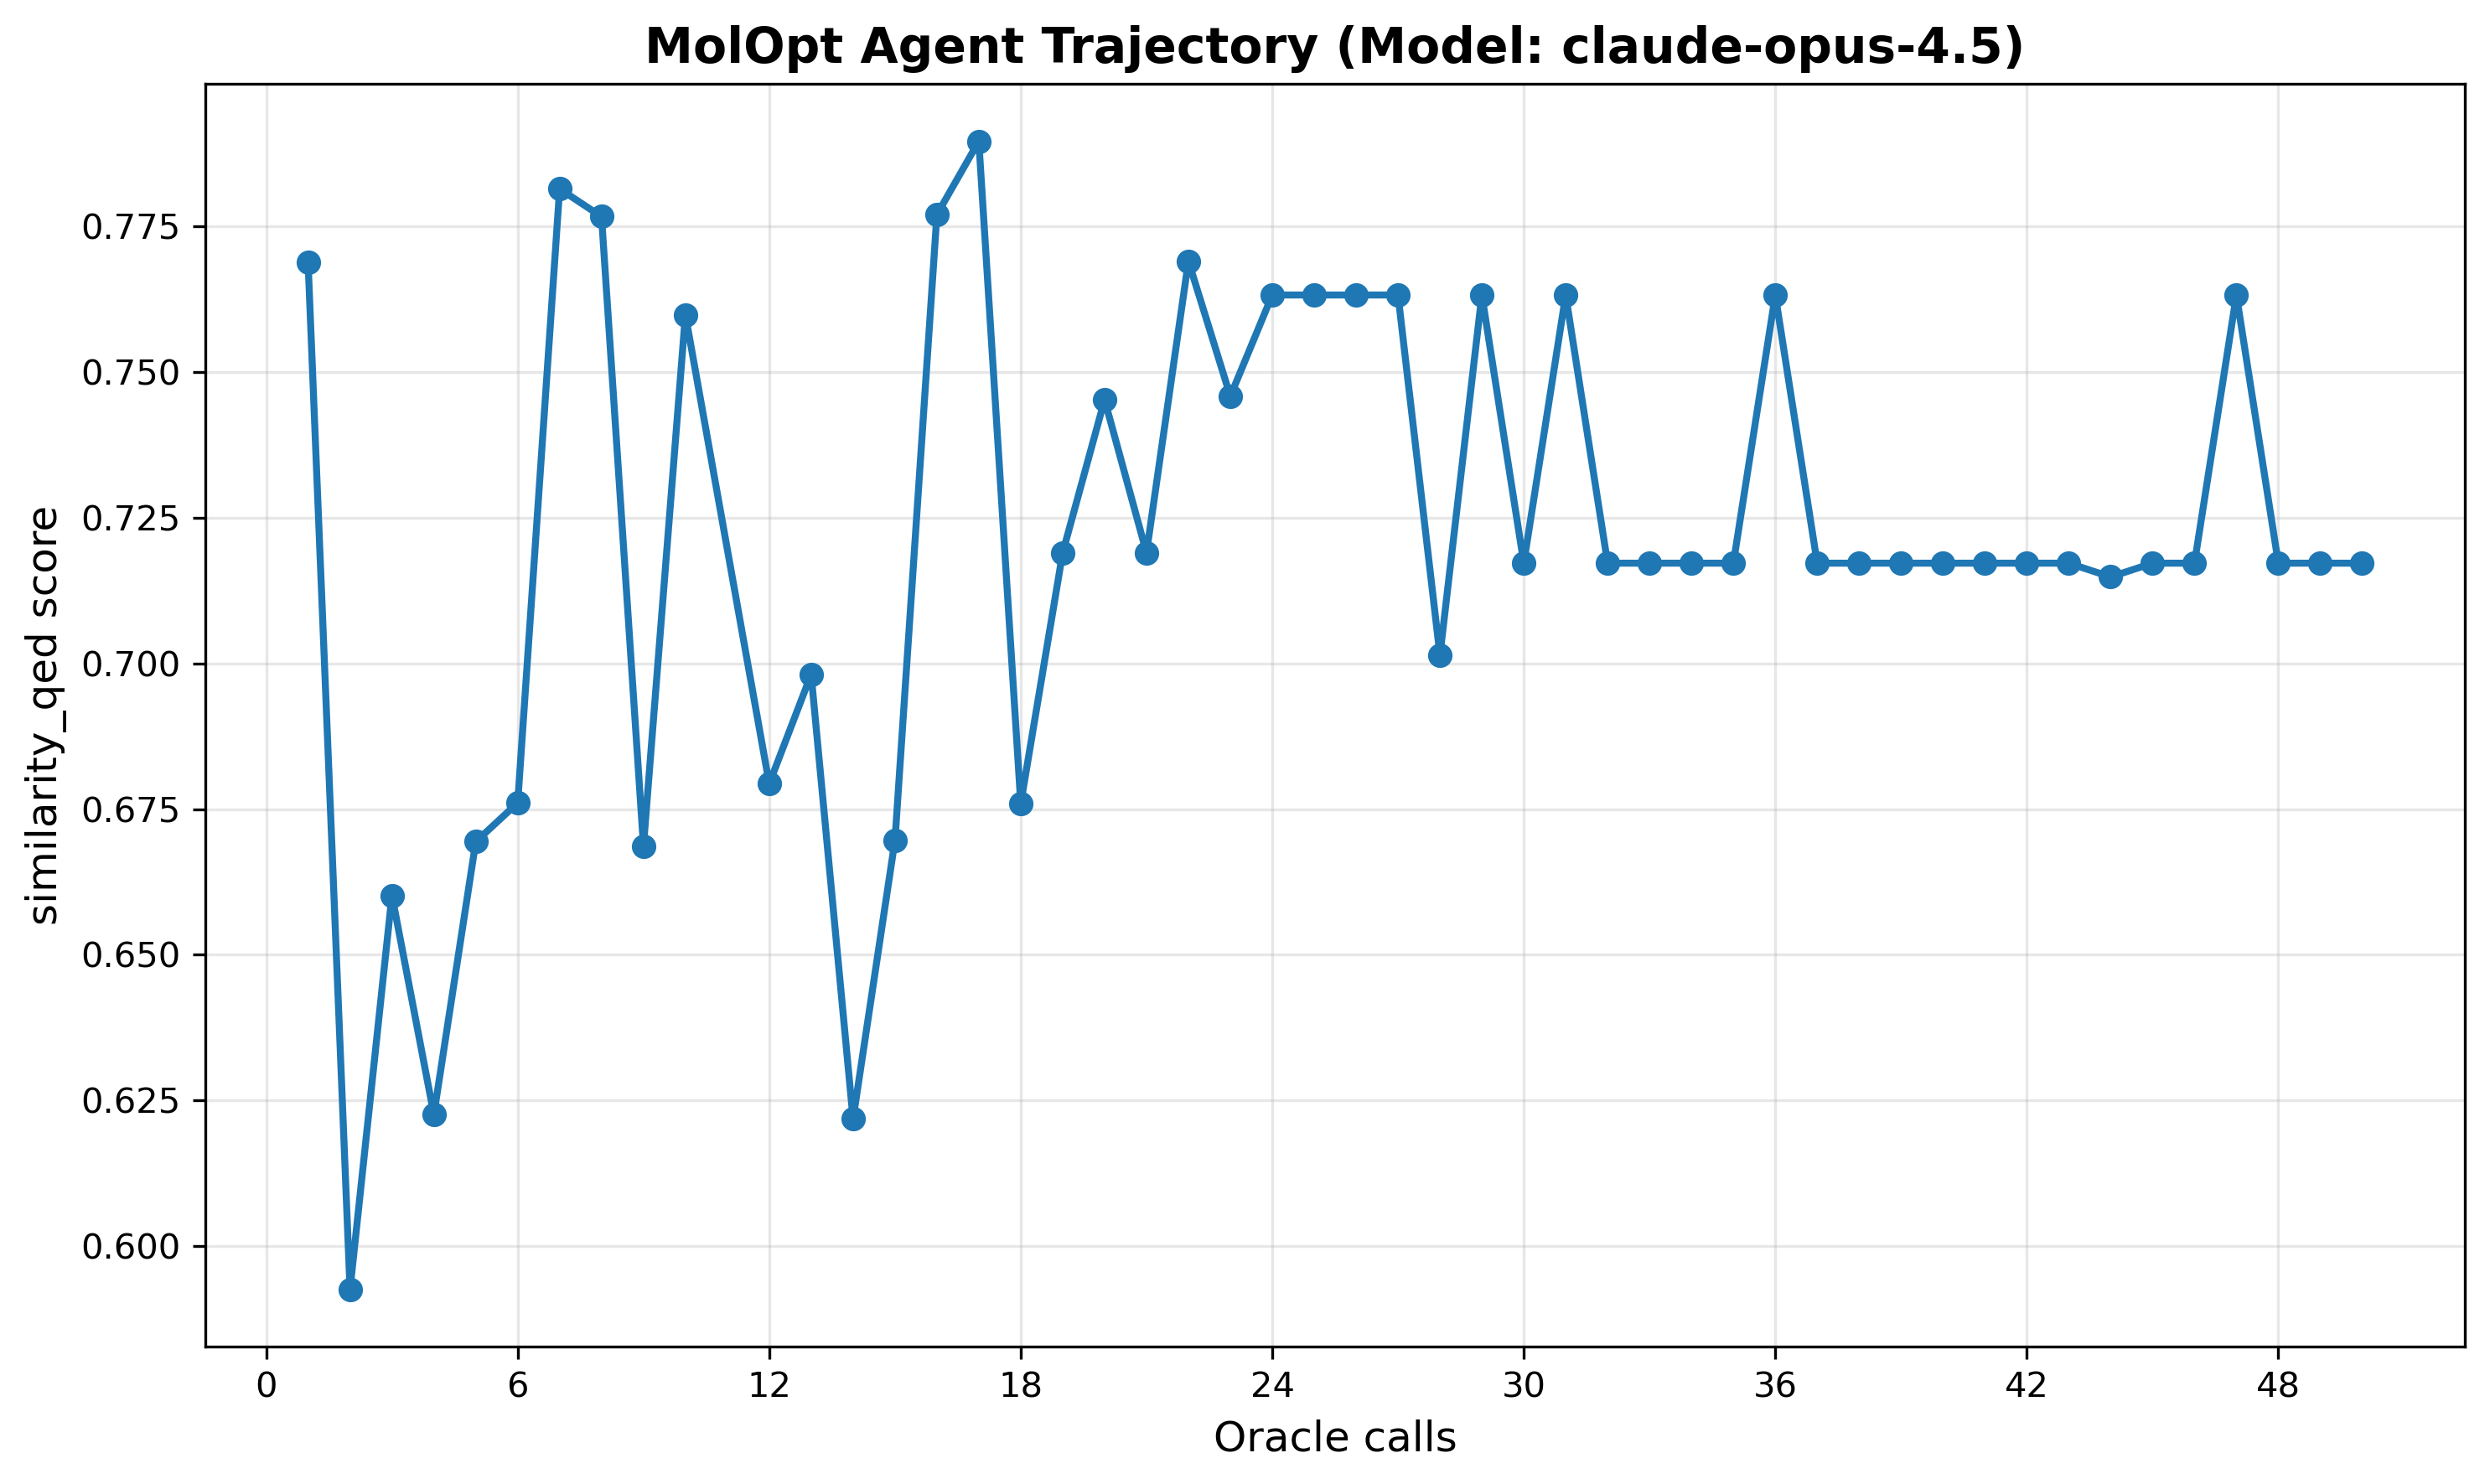 MolOpt Agent Trajectory (Model: claude-opus-4.5)
similarity_qed score
0.775
0.750
0.725
0.700
0.675
0.650
0.625
0.600
0 6 12 18 24 30 36 42 48
Oracle calls